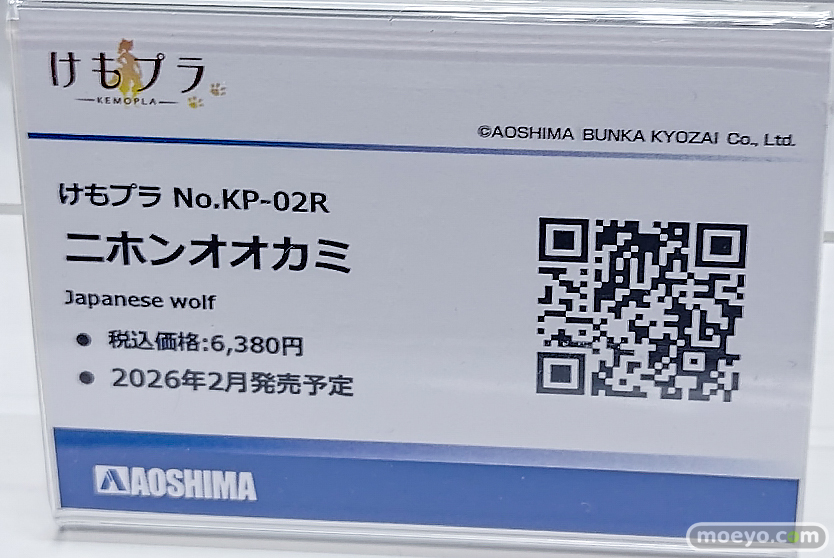 けもプラ
KEMOPLA
©AOSHIMA BUNKA KYOZAI Co., Ltd.
けもプラ No.KP-02R
ニホンオオカミ
Japanese wolf
● 税込価格:6,380円
● 2026年2月発売予定
AOSHIMA
moeyo.com